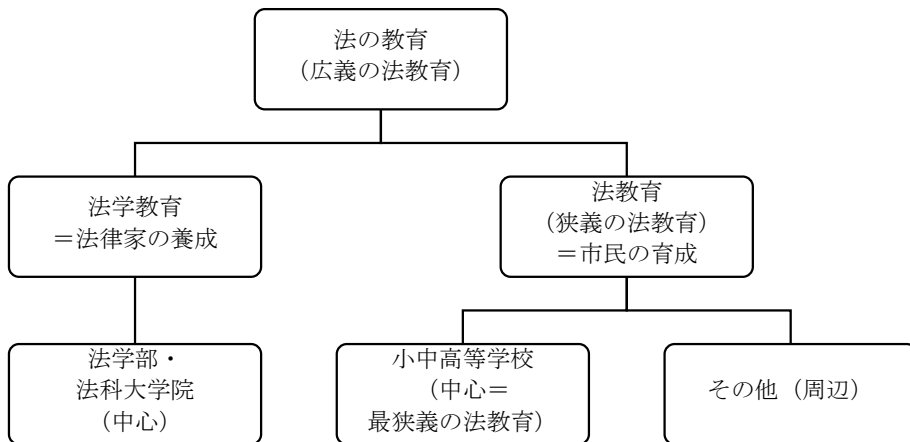 法の教育
（広義の法教育）
法学教育
＝法律家の養成
法教育
（狭義の法教育）
＝市民の育成
法学部・
法科大学院
（中心）
小中高等学校
（中心＝
最狭義の法教育）
その他（周辺）